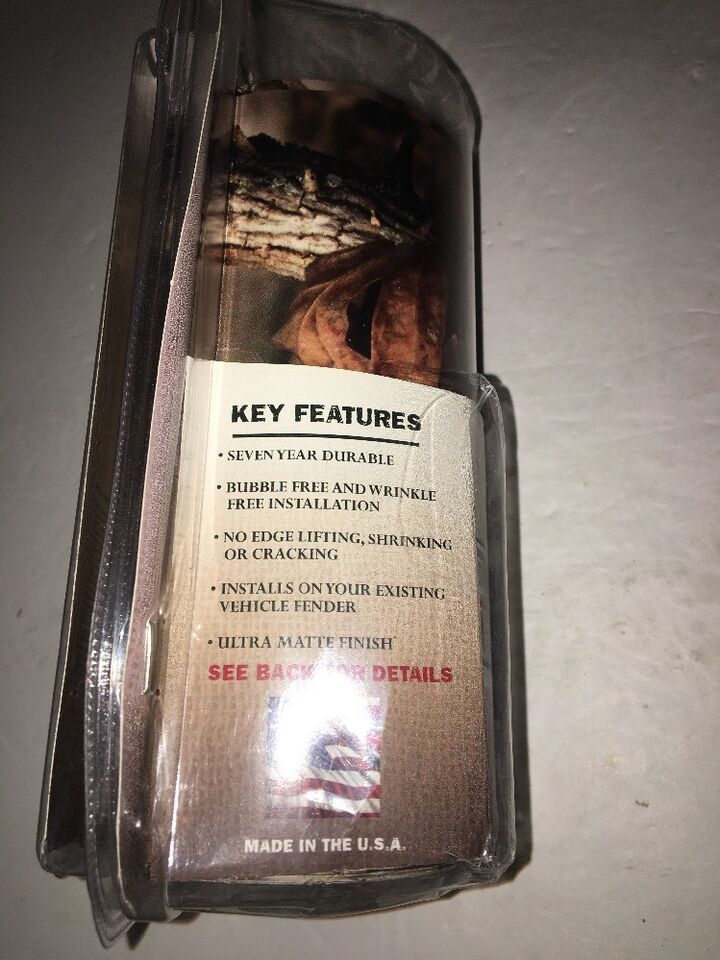 KEY FEATURES
• SEVEN YEAR DURABLE
• BUBBLE FREE AND WRINKLE
FREE INSTALLATION
• NO EDGE LIFTING, SHRINKING
OR CRACKING
• INSTALLS ON YOUR EXISTING
VEHICLE FENDER
• ULTRA MATTE FINISH
SEE BACK FOR DETAILS
MADE IN THE U.S.A.